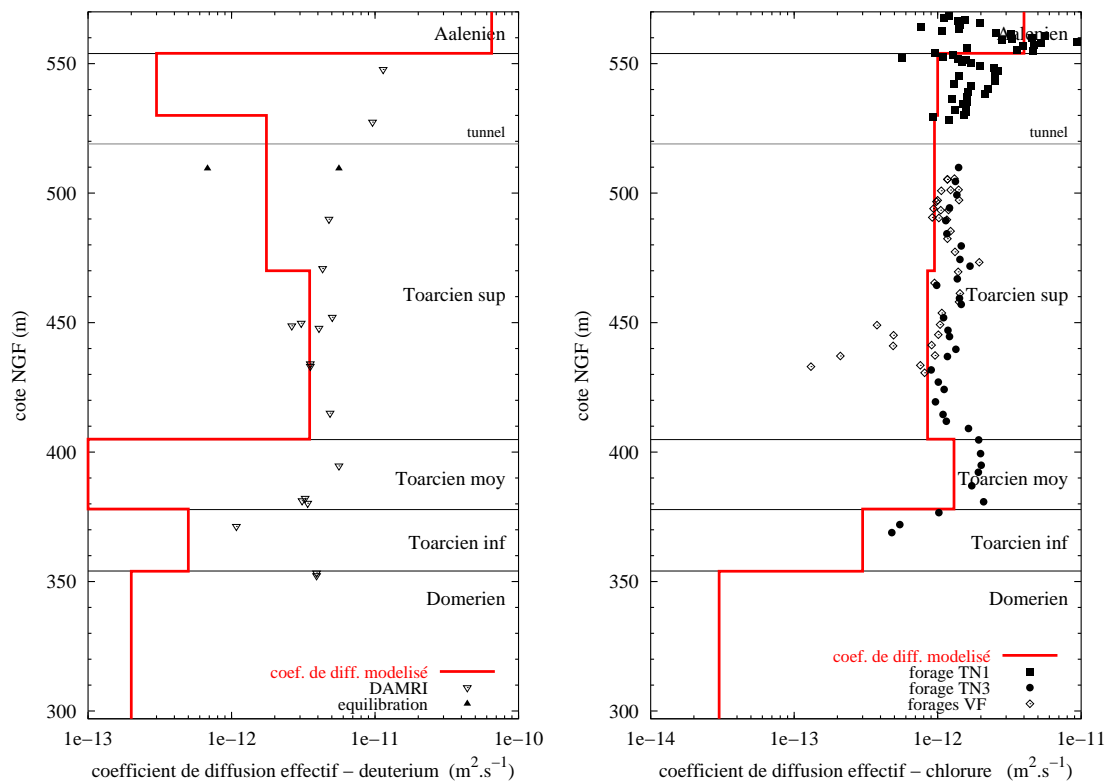 Aalenien
550
tunnel
500
Toarcien sup
450
400
Toarcien moy
Toarcien inf
350
Domerien
coef. de diff. modelisé
DAMRI
equilibration
300
1e−13
1e−12
1e−11
1e−10
cote NGF (m)
coefficient de diffusion effectif − deuterium (m².s⁻¹)
Aalenien
550
tunnel
500
Toarcien sup
450
400
Toarcien moy
Toarcien inf
350
Domerien
coef. de diff. modelisé
forage TN1
forage TN3
forages VF
300
1e−14
1e−13
1e−12
1e−11
cote NGF (m)
coefficient de diffusion effectif − chlorure (m².s⁻¹)